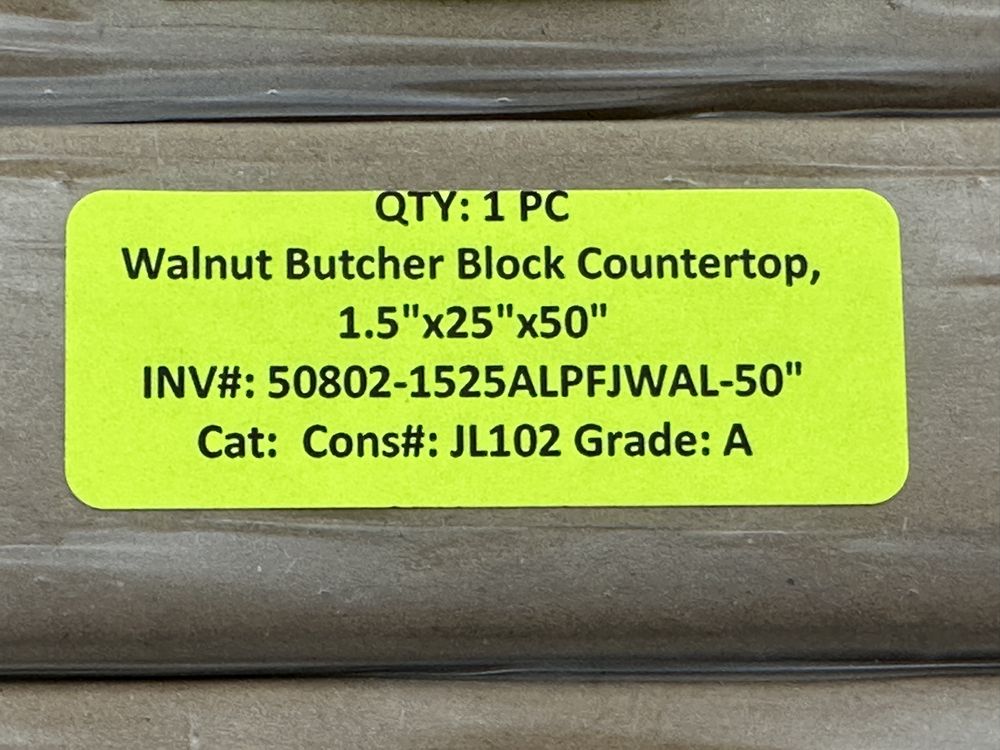 QTY: 1 PC
Walnut Butcher Block Countertop,
1.5"x25"x50"
INV#: 50802-1525ALPFJWAL-50"
Cat:  Cons#: JL102 Grade: A